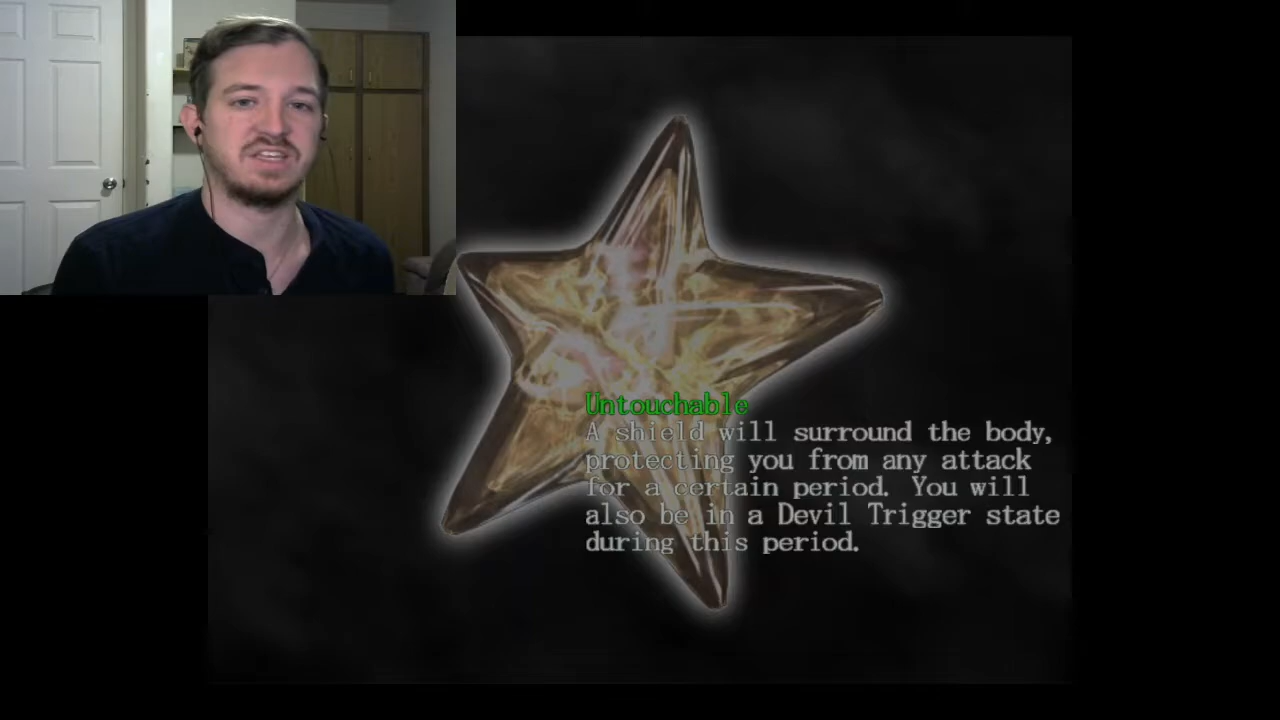 Untouchable
A shield will surround the body,
protecting you from any attack
for a certain period. You will
also be in a Devil Trigger state
during this period.